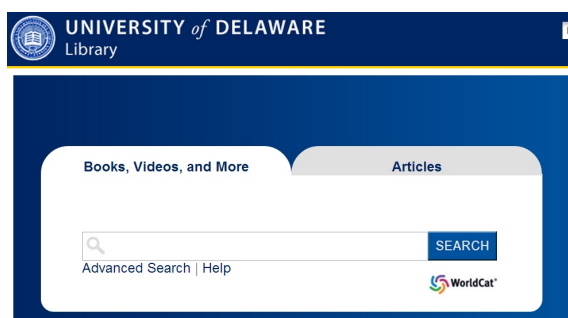 UNIVERSITY of DELAWARE
Library
Books, Videos, and More
Articles
SEARCH
Advanced Search | Help
WorldCat®